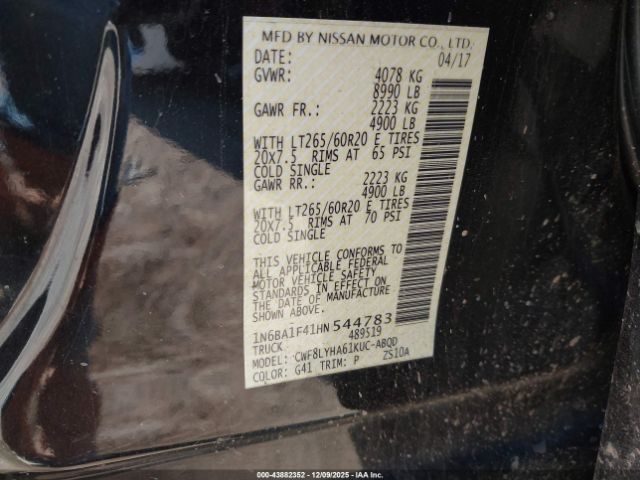 MFD BY NISSAN MOTOR CO., LTD.
DATE: 04/17
GVWR: 4078 KG
8990 LB
GAWR FR.: 2223 KG
4900 LB
WITH LT265/60R20 E TIRES
20X7.5 RIMS AT 65 PSI
COLD SINGLE
GAWR RR.: 2223 KG
4900 LB
WITH LT265/60R20 E TIRES
20X7.5 RIMS AT 70 PSI
COLD SINGLE
THIS VEHICLE CONFORMS TO
ALL APPLICABLE FEDERAL
MOTOR VEHICLE SAFETY
STANDARDS IN EFFECT ON
THE DATE OF MANUFACTURE
SHOWN ABOVE.
1N6BA1F41HN544783
TRUCK 489519
MODEL: CWF8LYHA61KUC-ABQD
COLOR: G41 TRIM: P ZS10A
000-43882352 | 12/09/2025 | IAA Inc.